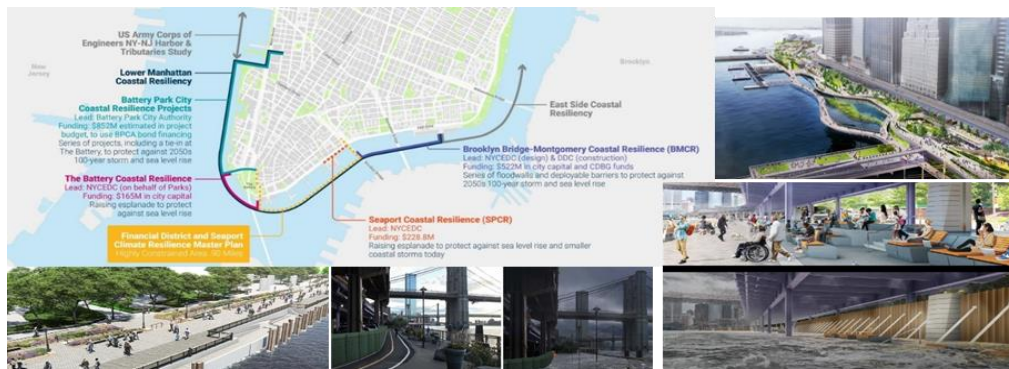 US Army Corps of
Engineers NY-NJ Harbor &
Tributaries Study
New
Jersey
Lower Manhattan
Coastal Resiliency
Brooklyn
Battery Park City
Coastal Resilience Projects
Lead: Battery Park City Authority
Funding: $852M estimated in project
budget, to use BPCA bond financing
Series of projects, including a tie-in at
The Battery, to protect against 2050s
100-year storm and sea level rise
East Side Coastal
Resiliency
Brooklyn Bridge-Montgomery Coastal Resilience (BMCR)
Lead: NYCEDC (design) & DDC (construction)
Funding: $522M in city capital and CDBG funds
Series of floodwalls and deployable barriers to protect against
2050s 100-year storm and sea level rise
The Battery Coastal Resilience
Lead: NYCEDC (on behalf of Parks)
Funding: $165M in city capital
Raising esplanade to protect
against sea level rise
Seaport Coastal Resilience (SPCR)
Lead: NYCEDC
Funding: $228.8M
Raising esplanade to protect against sea level rise and smaller
coastal storms today
Financial District and Seaport
Climate Resilience Master Plan
Highly Constrained Area, .90 Miles